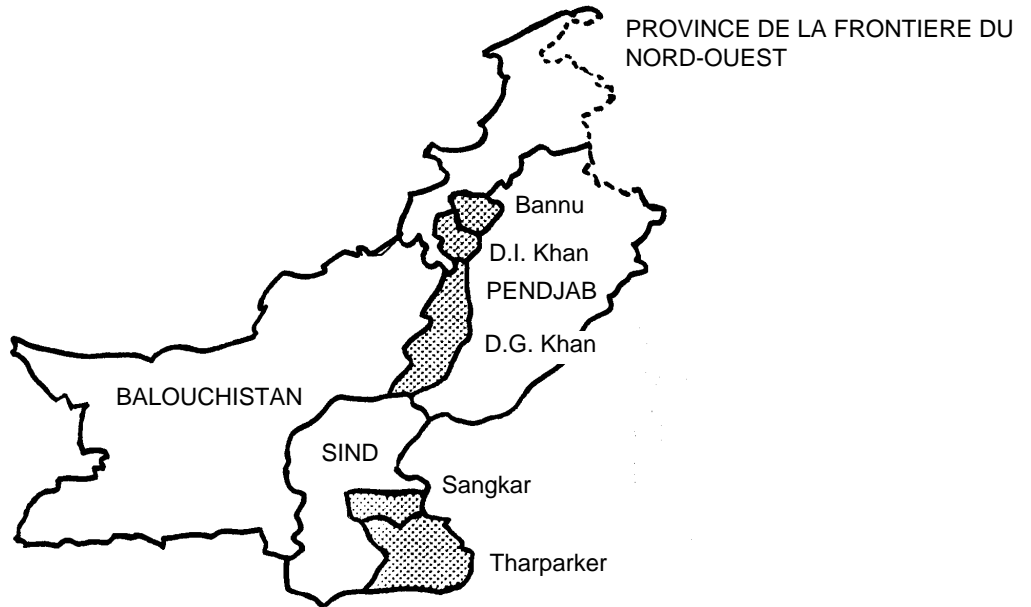 PROVINCE DE LA FRONTIERE DU
NORD-OUEST
Bannu
D.I. Khan
PENDJAB
D.G. Khan
BALOUCHISTAN
SIND
Sangkar
Tharparker